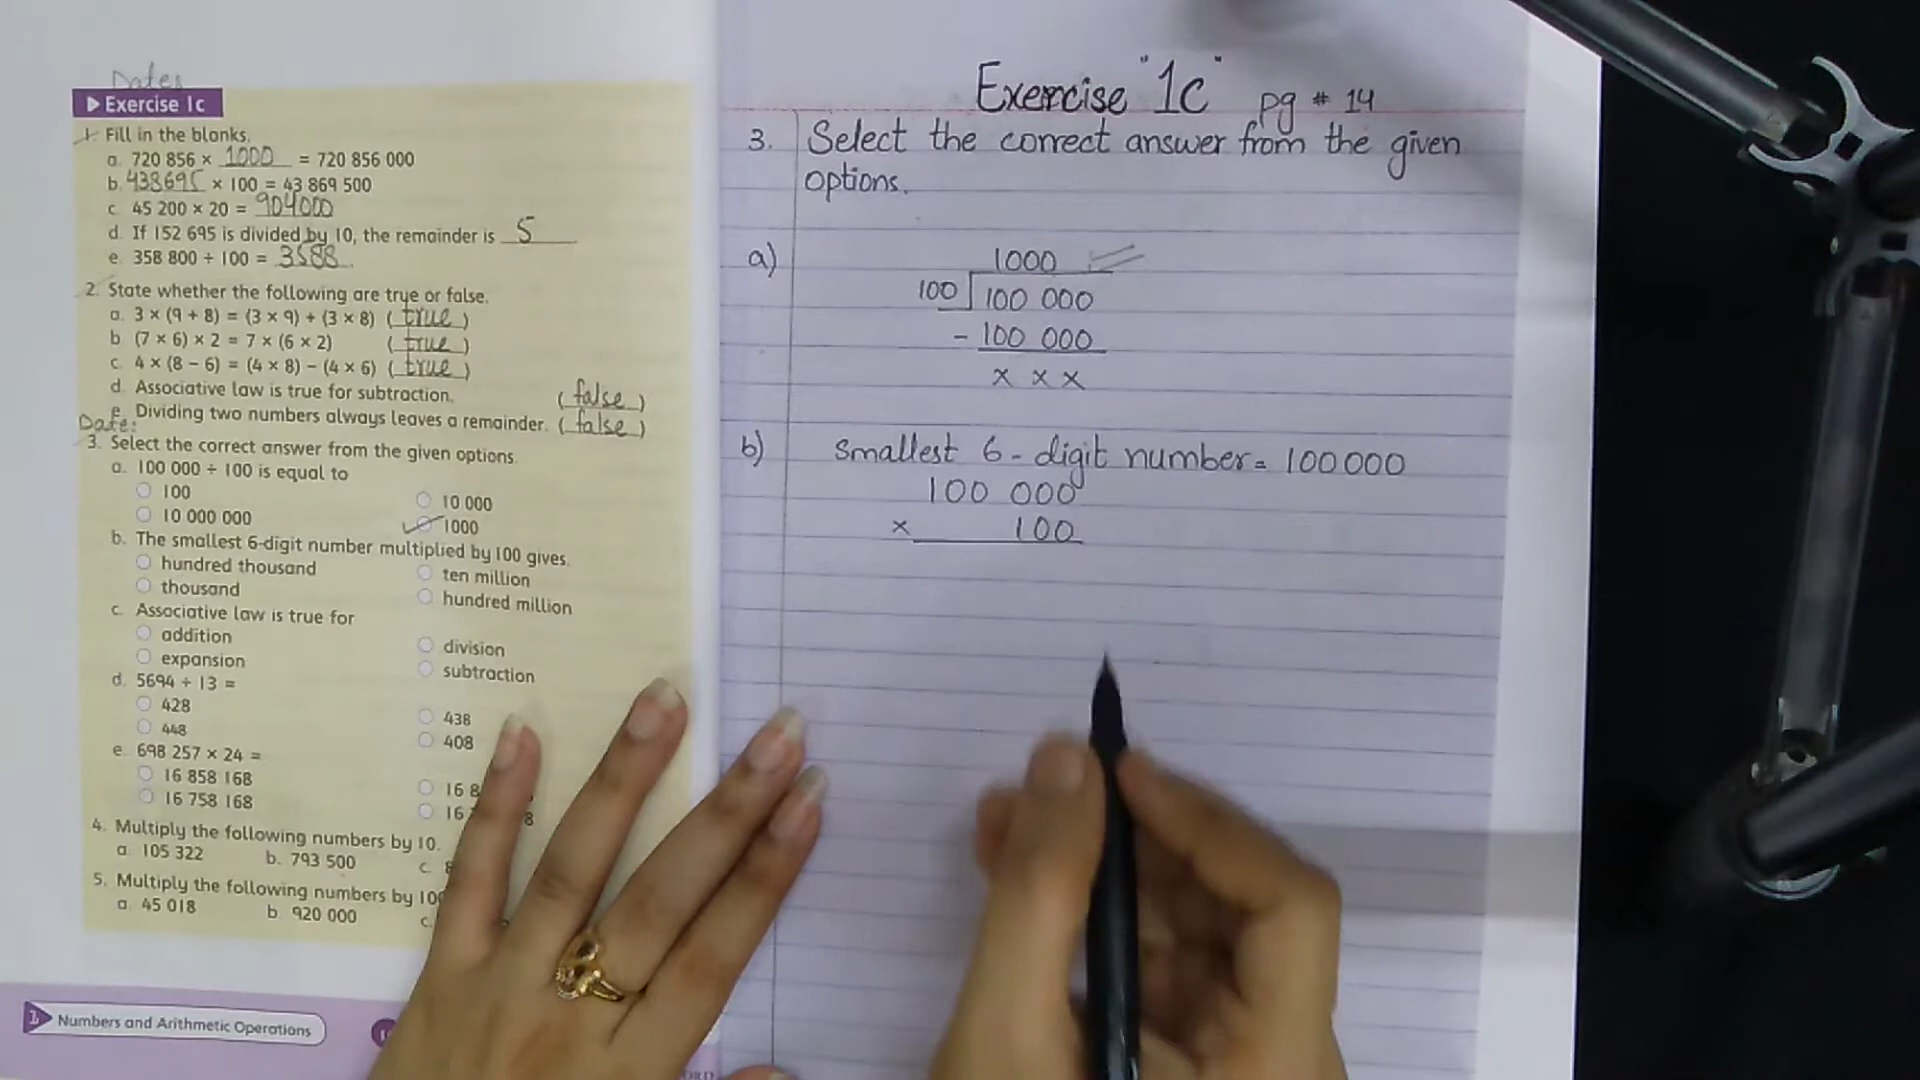 Date:
Exercise 1c
1. Fill in the blanks.
a. 720 856 × 1000 = 720 856 000
b. 438695 × 100 = 43 869 500
c. 45 200 × 20 = 904000
d. If 152 695 is divided by 10, the remainder is 5
e. 358 800 ÷ 100 = 3588
2. State whether the following are true or false.
a. 3 × (9 + 8) = (3 × 9) + (3 × 8) (true)
b (7 × 6) × 2 = 7 × (6 × 2) (true)
c. 4 × (8 – 6) = (4 × 8) – (4 × 6) (true)
d. Associative law is true for subtraction. (false)
e. Dividing two numbers always leaves a remainder. (false)
Date:
3. Select the correct answer from the given options.
a. 100 000 ÷ 100 is equal to
100 10 000
10 000 000 1000
b. The smallest 6-digit number multiplied by 100 gives.
hundred thousand ten million
thousand hundred million
c. Associative law is true for
addition division
expansion subtraction
d. 5694 ÷ 13 =
428 438
448 408
e. 698 257 × 24 =
16 858 168 16 8
16 758 168 16 8
4. Multiply the following numbers by 10.
a. 105 322 b. 793 500 c.
5. Multiply the following numbers by 10
a. 45 018 b. 920 000 c.
1 Numbers and Arithmetic Operations
Exercise "1c" pg # 14
3. Select the correct answer from the given
options.
a) 1000
100 100 000
- 100 000
x x x
b) Smallest 6-digit number = 100000
100 000
× 100